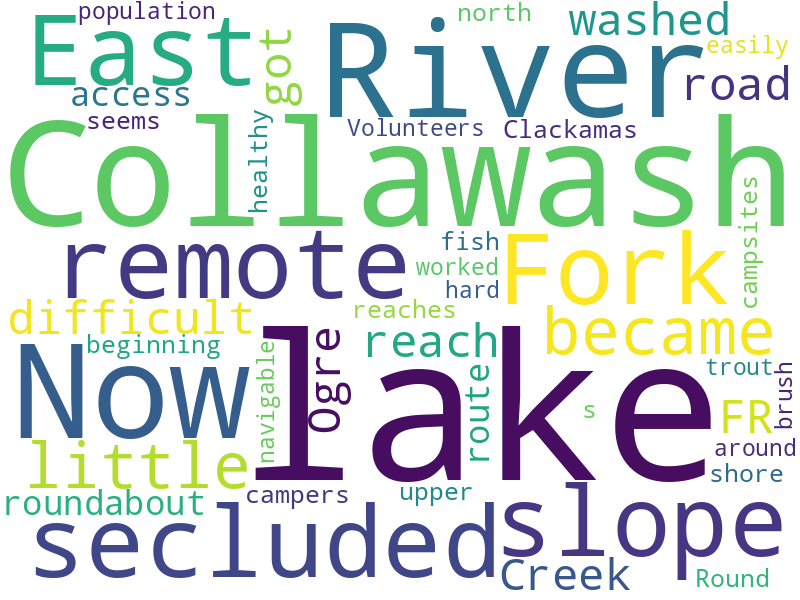 population
north
East
got
River
washed
easily
access
road
seems
healthy
Volunteers
Clackamas
Collawash
campsites
remote
fish
Fork
worked
hard
difficult
reaches
became
beginning
Now
navigable
lake
Ogre
reach
route
s
trout
brush
FR
around
little
shore
roundabout
campers
upper
secluded
slope
Creek
Round